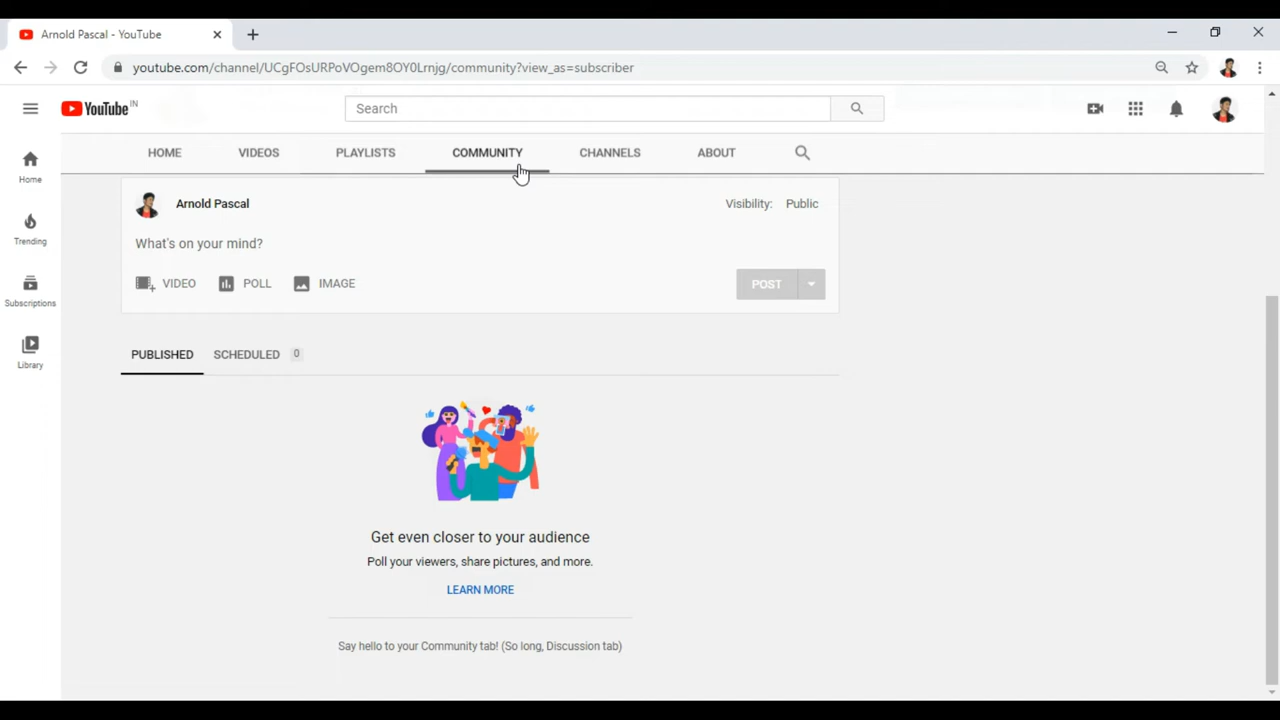 Arnold Pascal - YouTube
youtube.com/channel/UCgFOsURPoVOgem8OY0Lrnjg/community?view_as=subscriber
YouTube IN
Search
HOME VIDEOS PLAYLISTS COMMUNITY CHANNELS ABOUT
Home
Trending
Subscriptions
Library
Arnold Pascal
Visibility: Public
What's on your mind?
VIDEO POLL IMAGE POST
PUBLISHED SCHEDULED 0
Get even closer to your audience
Poll your viewers, share pictures, and more.
LEARN MORE
Say hello to your Community tab! (So long, Discussion tab)